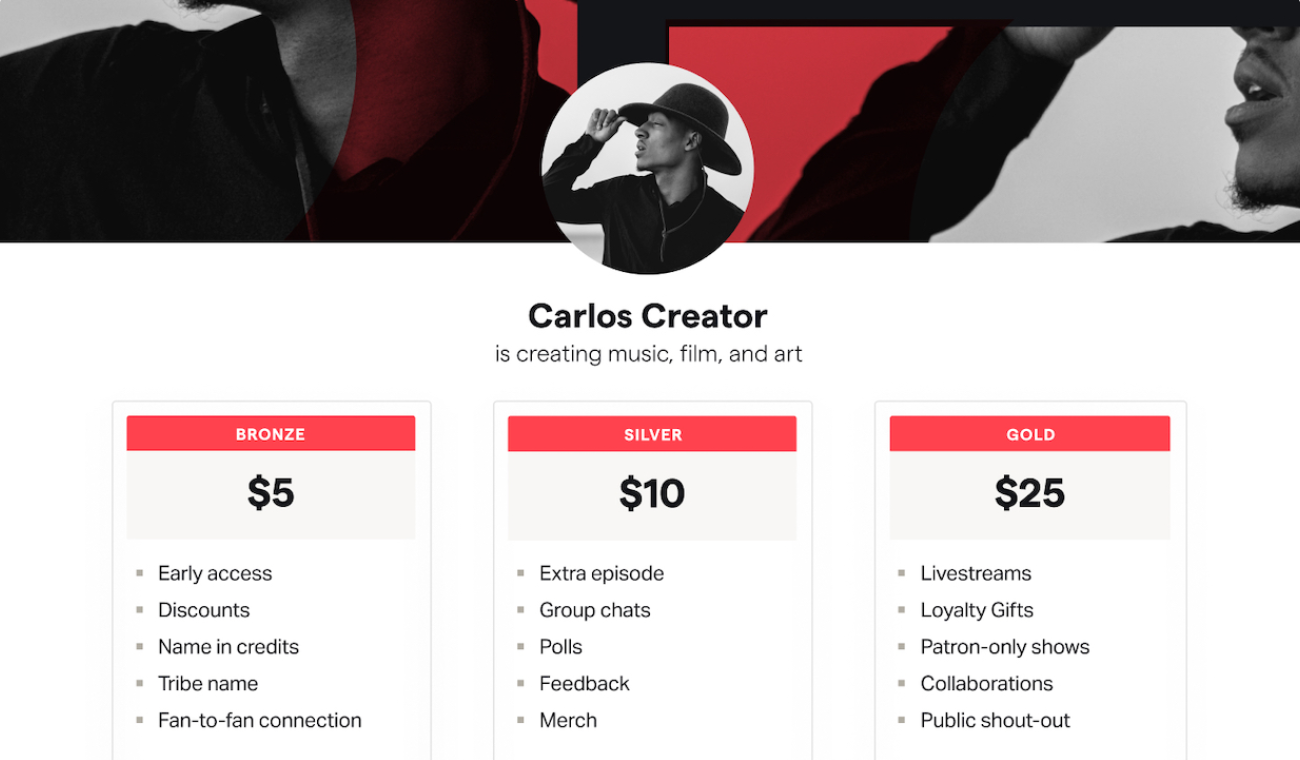 Carlos Creator
is creating music, film, and art
BRONZE
$5
Early access
Discounts
Name in credits
Tribe name
Fan-to-fan connection
SILVER
$10
Extra episode
Group chats
Polls
Feedback
Merch
GOLD
$25
Livestreams
Loyalty Gifts
Patron-only shows
Collaborations
Public shout-out